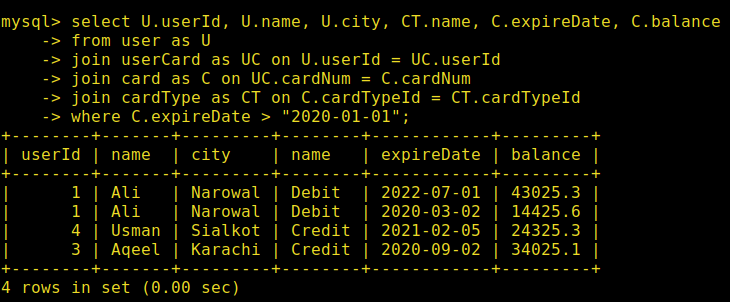 mysql> select U.userId, U.name, U.city, CT.name, C.expireDate, C.balance
    -> from user as U
    -> join userCard as UC on U.userId = UC.userId
    -> join card as C on UC.cardNum = C.cardNum
    -> join cardType as CT on C.cardTypeId = CT.cardTypeId
    -> where C.expireDate > "2020-01-01";
+--------+-------+---------+--------+------------+---------+
| userId | name  | city    | name   | expireDate | balance |
+--------+-------+---------+--------+------------+---------+
|      1 | Ali   | Narowal | Debit  | 2022-07-01 | 43025.3 |
|      1 | Ali   | Narowal | Debit  | 2020-03-02 | 14425.6 |
|      4 | Usman | Sialkot | Credit | 2021-02-05 | 24325.3 |
|      3 | Aqeel | Karachi | Credit | 2020-09-02 | 34025.1 |
+--------+-------+---------+--------+------------+---------+
4 rows in set (0.00 sec)